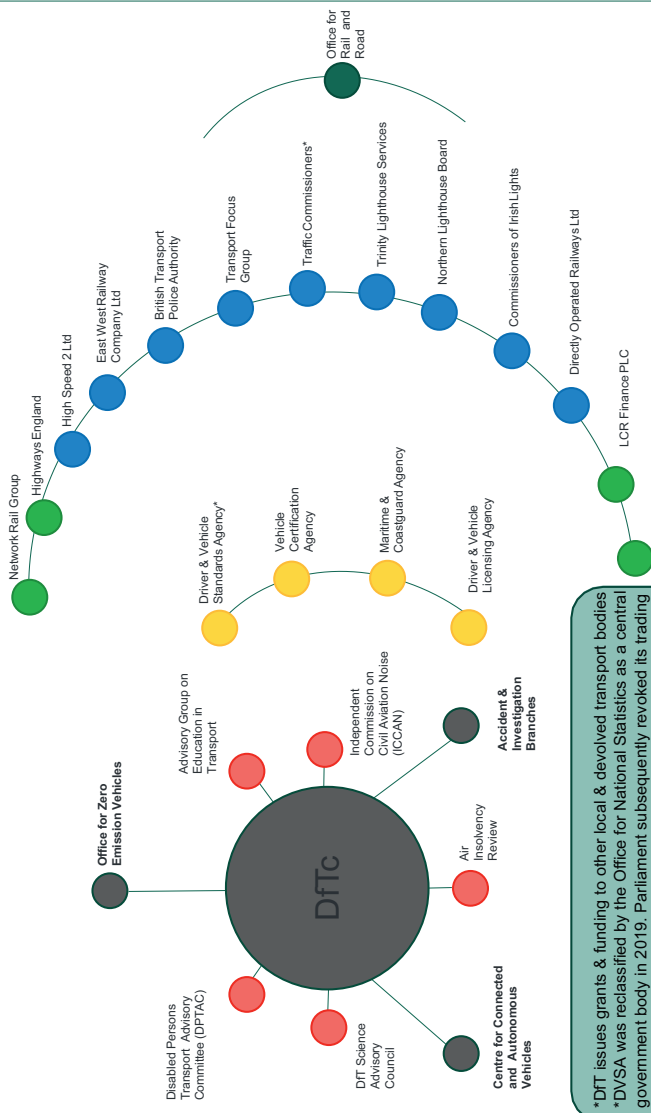 Office for
Rail and
Road
Network Rail Group
Highways England
High Speed 2 Ltd
East West Railway
Company Ltd
British Transport
Police Authority
Transport Focus
Group
Traffic Commissioners*
Trinity Lighthouse Services
Northern Lighthouse Board
Commissioners of Irish Lights
Directly Operated Railways Ltd
LCR Finance PLC
Driver & Vehicle
Standards Agency*
Vehicle
Certification
Agency
Maritime &
Coastguard Agency
Driver & Vehicle
Licensing Agency
Office for Zero
Emission Vehicles
Advisory Group on
Education in
Transport
Independent
Commission on
Civil Aviation Noise
(ICCAN)
Accident &
Investigation
Branches
Disabled Persons
Transport Advisory
Committee (DPTAC)
DfTc
Air
Insolvency
Review
DfT Science
Advisory
Council
Centre for Connected
and Autonomous
Vehicles
*DfT issues grants & funding to other local & devolved transport bodies
*DVSA was reclassified by the Office for National Statistics as a central
government body in 2019. Parliament subsequently revoked its trading